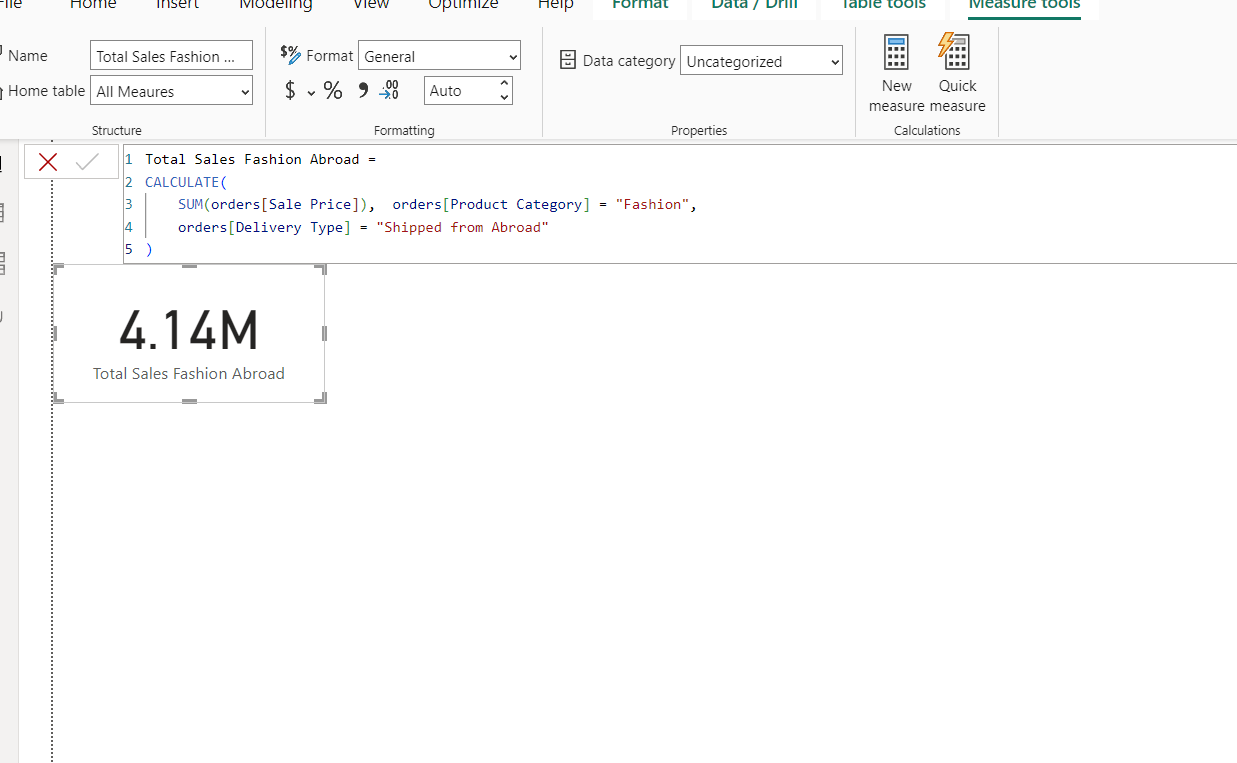 File Home Insert Modeling View Optimize Help Format Data / Drill Table tools Measure tools
Name Total Sales Fashion ...
Home table All Meaures
Structure
$% Format General
$ % 9 .00 Auto
Formatting
Data category Uncategorized
Properties
New measure
Quick measure
Calculations
1 Total Sales Fashion Abroad =
2 CALCULATE(
3 SUM(orders[Sale Price]), orders[Product Category] = "Fashion",
4 orders[Delivery Type] = "Shipped from Abroad"
5 )
4.14M
Total Sales Fashion Abroad